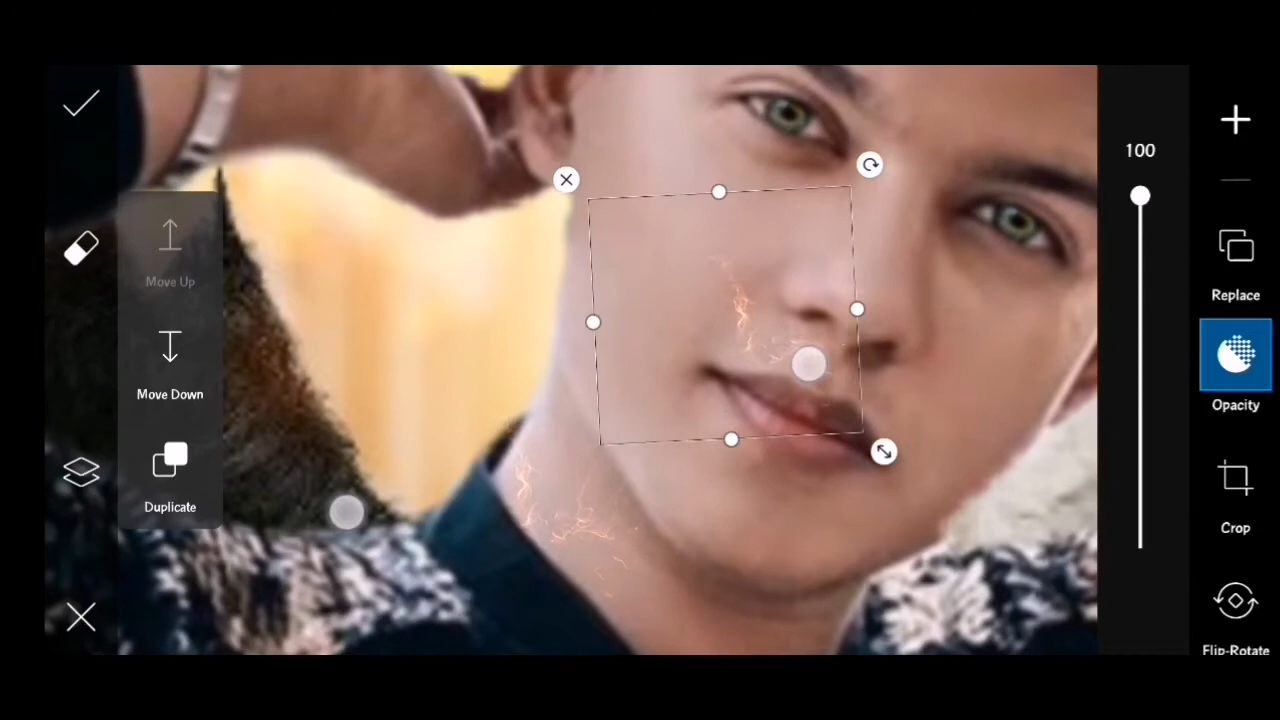 Move Up
Move Down
Duplicate
100
Replace
Opacity
Crop
Flip-Rotate